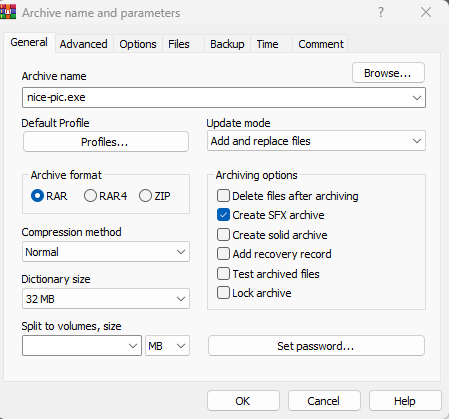 Archive name and parameters
?
General
Advanced
Options
Files
Backup
Time
Comment
Archive name
Browse...
nice-pic.exe
Default Profile
Update mode
Profiles...
Add and replace files
Archive format
RAR
RAR4
ZIP
Archiving options
Delete files after archiving
Create SFX archive
Create solid archive
Add recovery record
Test archived files
Lock archive
Compression method
Normal
Dictionary size
32 MB
Split to volumes, size
MB
Set password...
OK
Cancel
Help